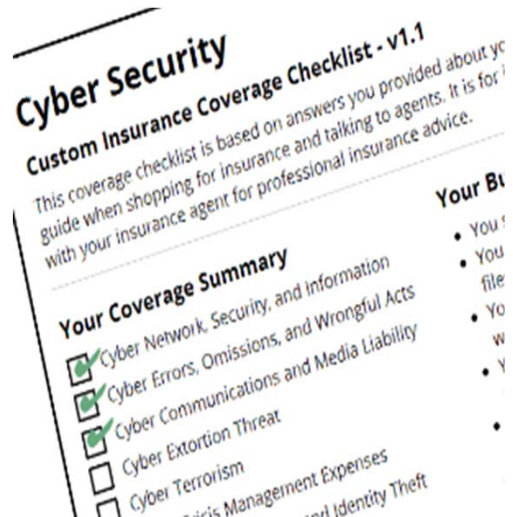 Cyber Security
Custom Insurance Coverage Checklist - v1.1
This coverage checklist is based on answers you provided about
guide when shopping for insurance and talking to agents. It is for
with your insurance agent for professional insurance advice.
Your Coverage Summary
Cyber Network, Security, and Information
Cyber Errors, Omissions, and Wrongful Acts
Cyber Communications and Media Liability
Cyber Extortion Threat
Cyber Terrorism
Management Expenses
and Identity Theft
Your
You
You